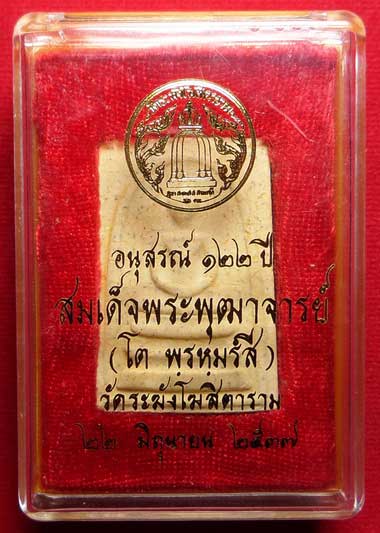 อนุสรณ์ ๑๒๒ ปี
สมเด็จพระพุฒาจารย์
(โต พรหมรํสี)
วัดระฆังโฆสิตาราม
๒๒ มิถุนายน ๒๕๓๗